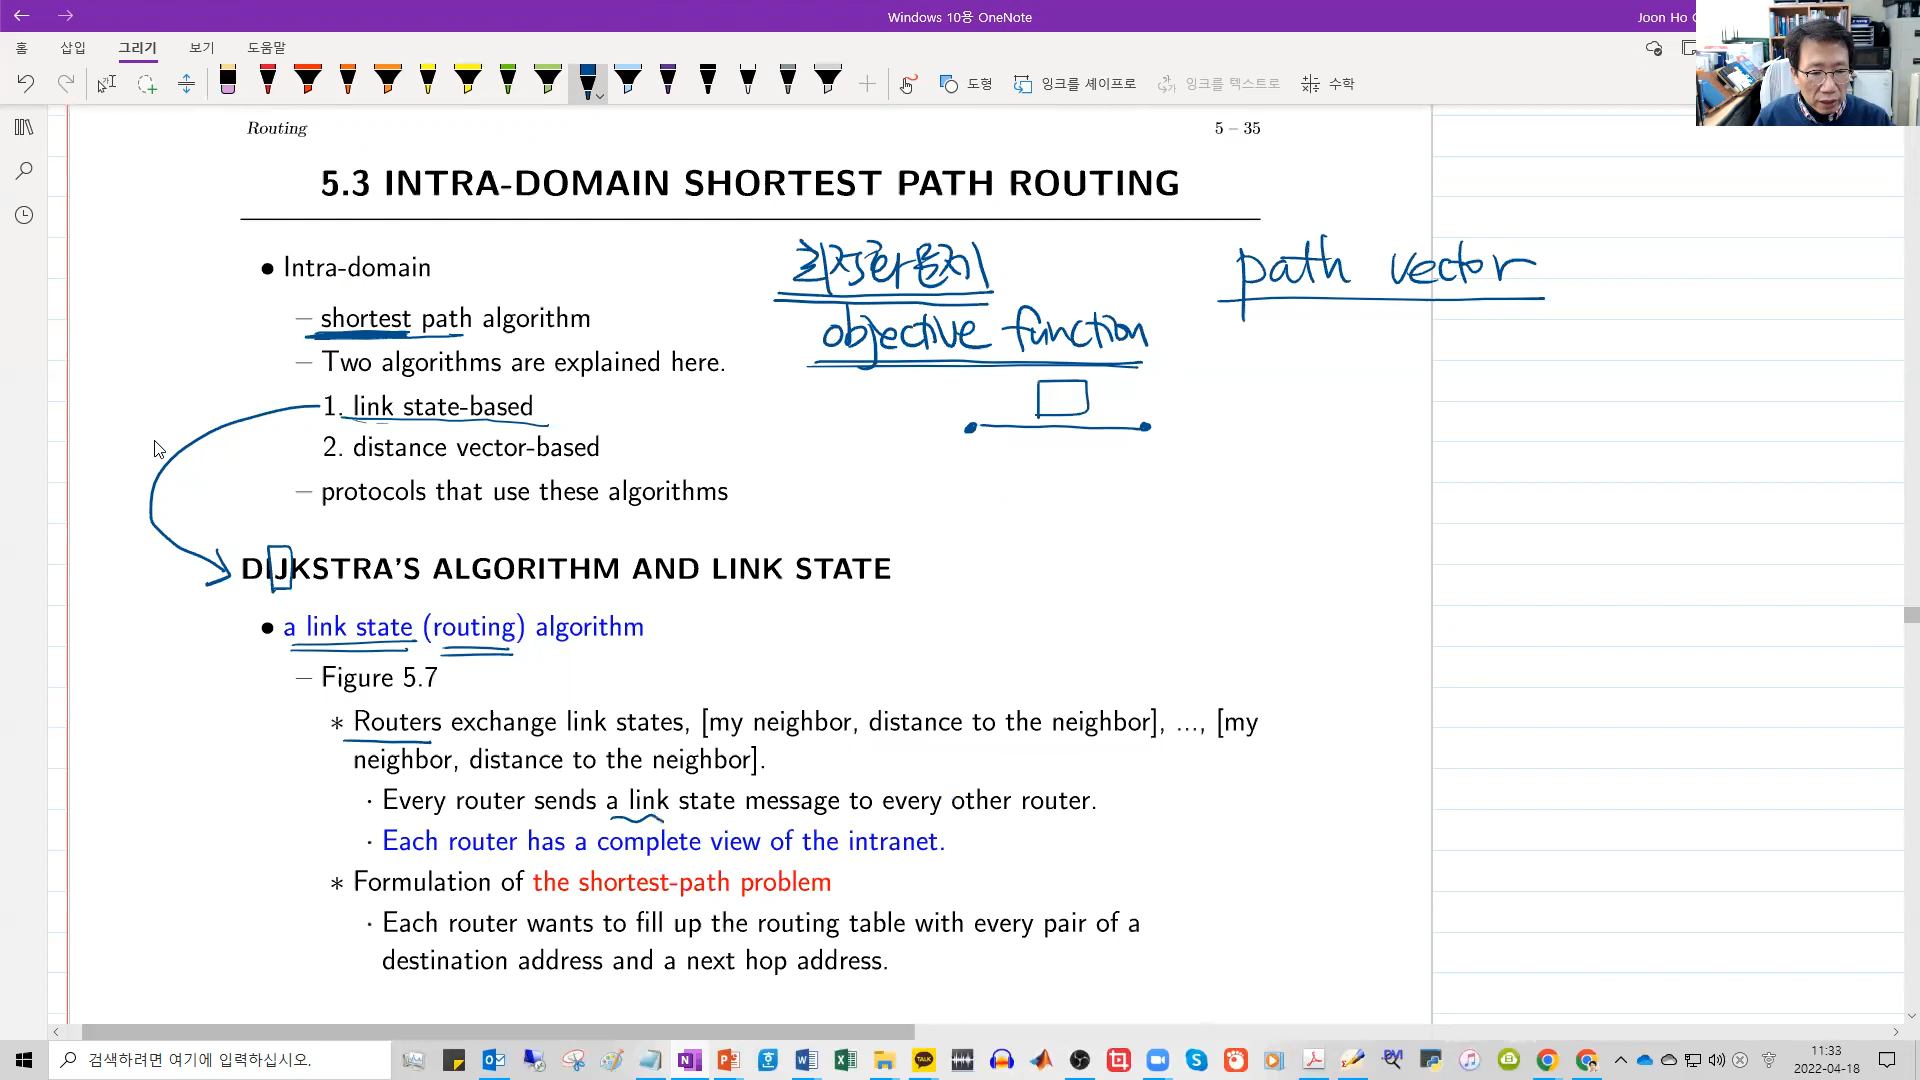 Windows 10용 OneNote
Joon Ho
홈 삽입 그리기 보기 도움말
도형 잉크를 셰이프로 잉크를 텍스트로 수학
Routing 5 – 35
5.3 INTRA-DOMAIN SHORTEST PATH ROUTING
• Intra-domain
최적화문제
path vector
– shortest path algorithm
objective function
– Two algorithms are explained here.
1. link state-based
2. distance vector-based
– protocols that use these algorithms
DIJKSTRA'S ALGORITHM AND LINK STATE
• a link state (routing) algorithm
– Figure 5.7
* Routers exchange link states, [my neighbor, distance to the neighbor], ..., [my
neighbor, distance to the neighbor].
· Every router sends a link state message to every other router.
· Each router has a complete view of the intranet.
* Formulation of the shortest-path problem
· Each router wants to fill up the routing table with every pair of a
destination address and a next hop address.
검색하려면 여기에 입력하십시오.
11:33
2022-04-18